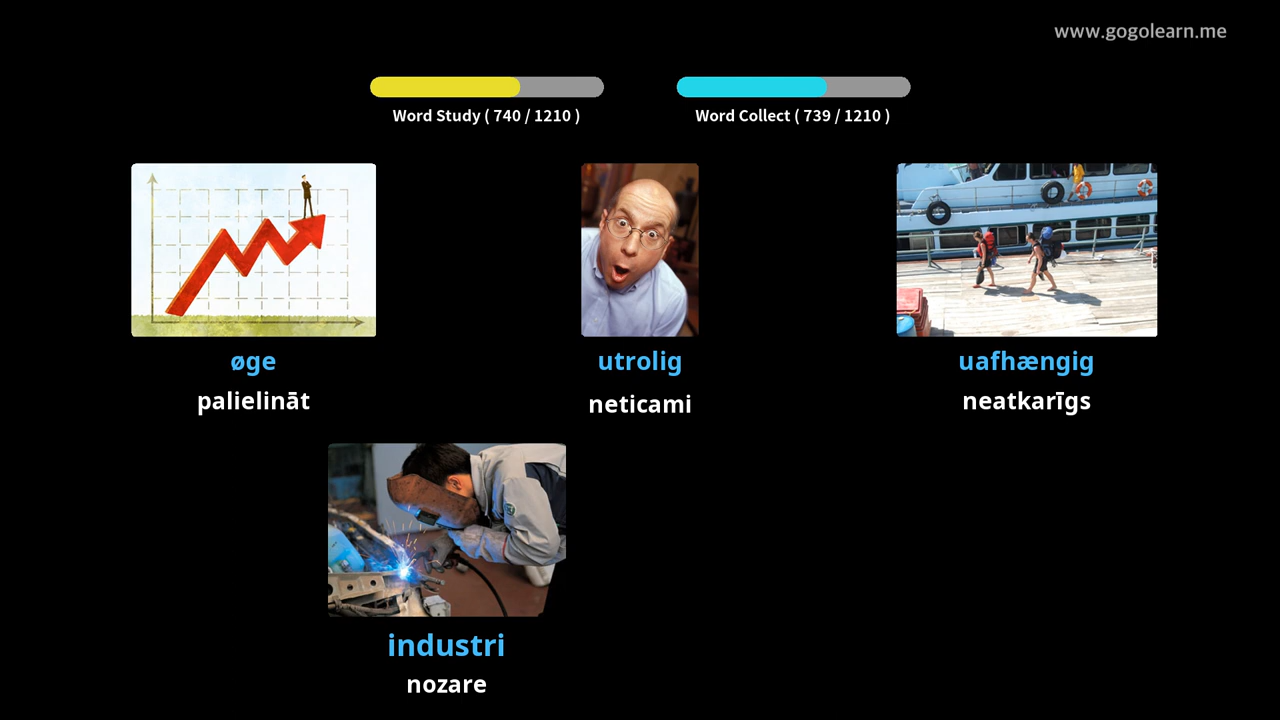 www.gogolearn.me
Word Study ( 740 / 1210 )
Word Collect ( 739 / 1210 )
øge
palielināt
utrolig
neticami
uafhængig
neatkarīgs
industri
nozare